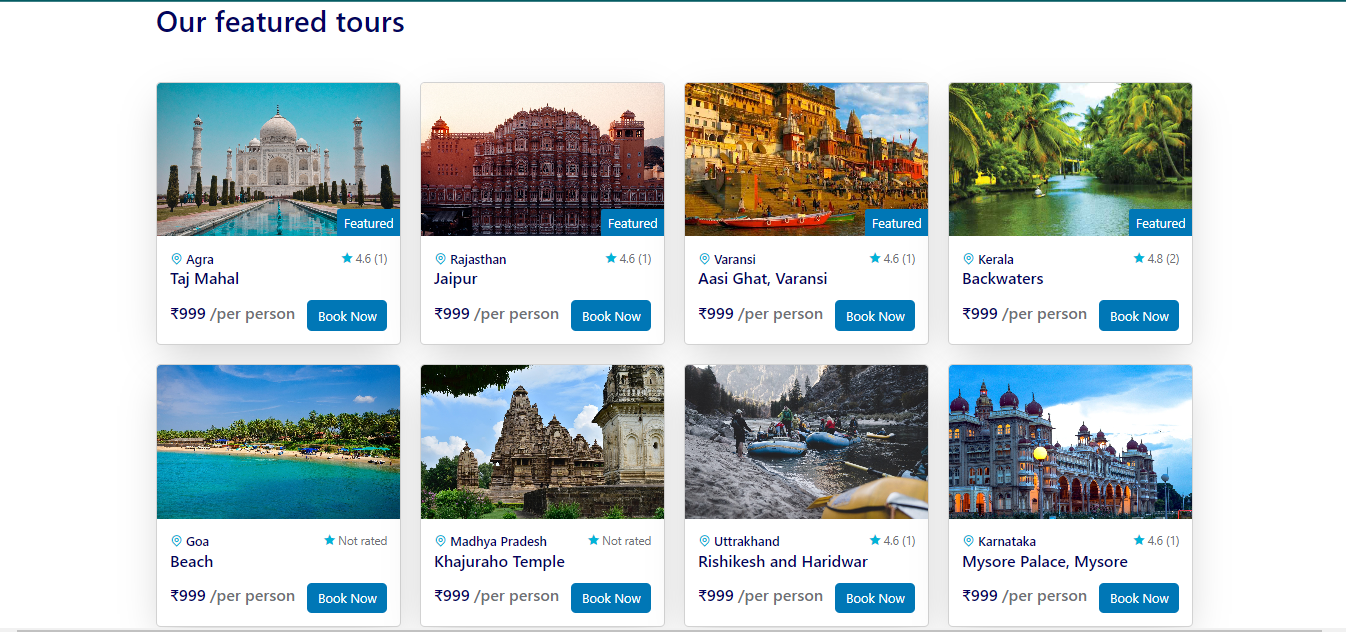 Our featured tours
Featured
Featured
Featured
Featured
Agra 4.6 (1)
Taj Mahal
₹999 /per person Book Now
Rajasthan 4.6 (1)
Jaipur
₹999 /per person Book Now
Varansi 4.6 (1)
Aasi Ghat, Varansi
₹999 /per person Book Now
Kerala 4.8 (2)
Backwaters
₹999 /per person Book Now
Goa Not rated
Beach
₹999 /per person Book Now
Madhya Pradesh Not rated
Khajuraho Temple
₹999 /per person Book Now
Uttrakhand 4.6 (1)
Rishikesh and Haridwar
₹999 /per person Book Now
Karnataka 4.6 (1)
Mysore Palace, Mysore
₹999 /per person Book Now